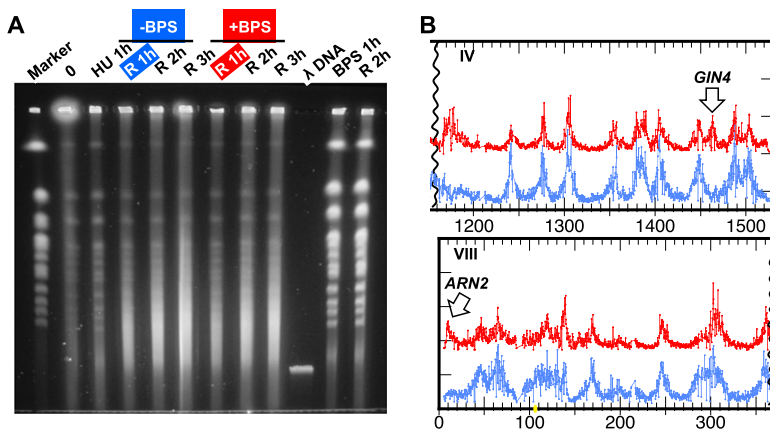 A
-BPS
+BPS
Marker
0
HU 1h
R 1h
R 2h
R 3h
R 1h
R 2h
R 3h
λ DNA
BPS 1h
R 2h
B
IV
GIN4
1200
1300
1400
1500
VIII
ARN2
0
100
200
300